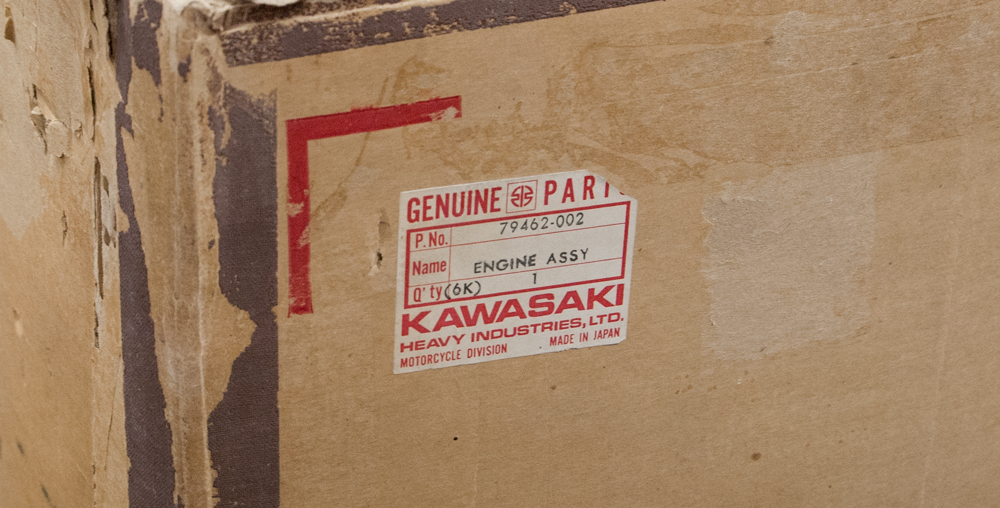 GENUINE PARTS
P. No. 79462-002
Name ENGINE ASSY
Q'ty (6K) 1
KAWASAKI
HEAVY INDUSTRIES, LTD.
MOTORCYCLE DIVISION MADE IN JAPAN